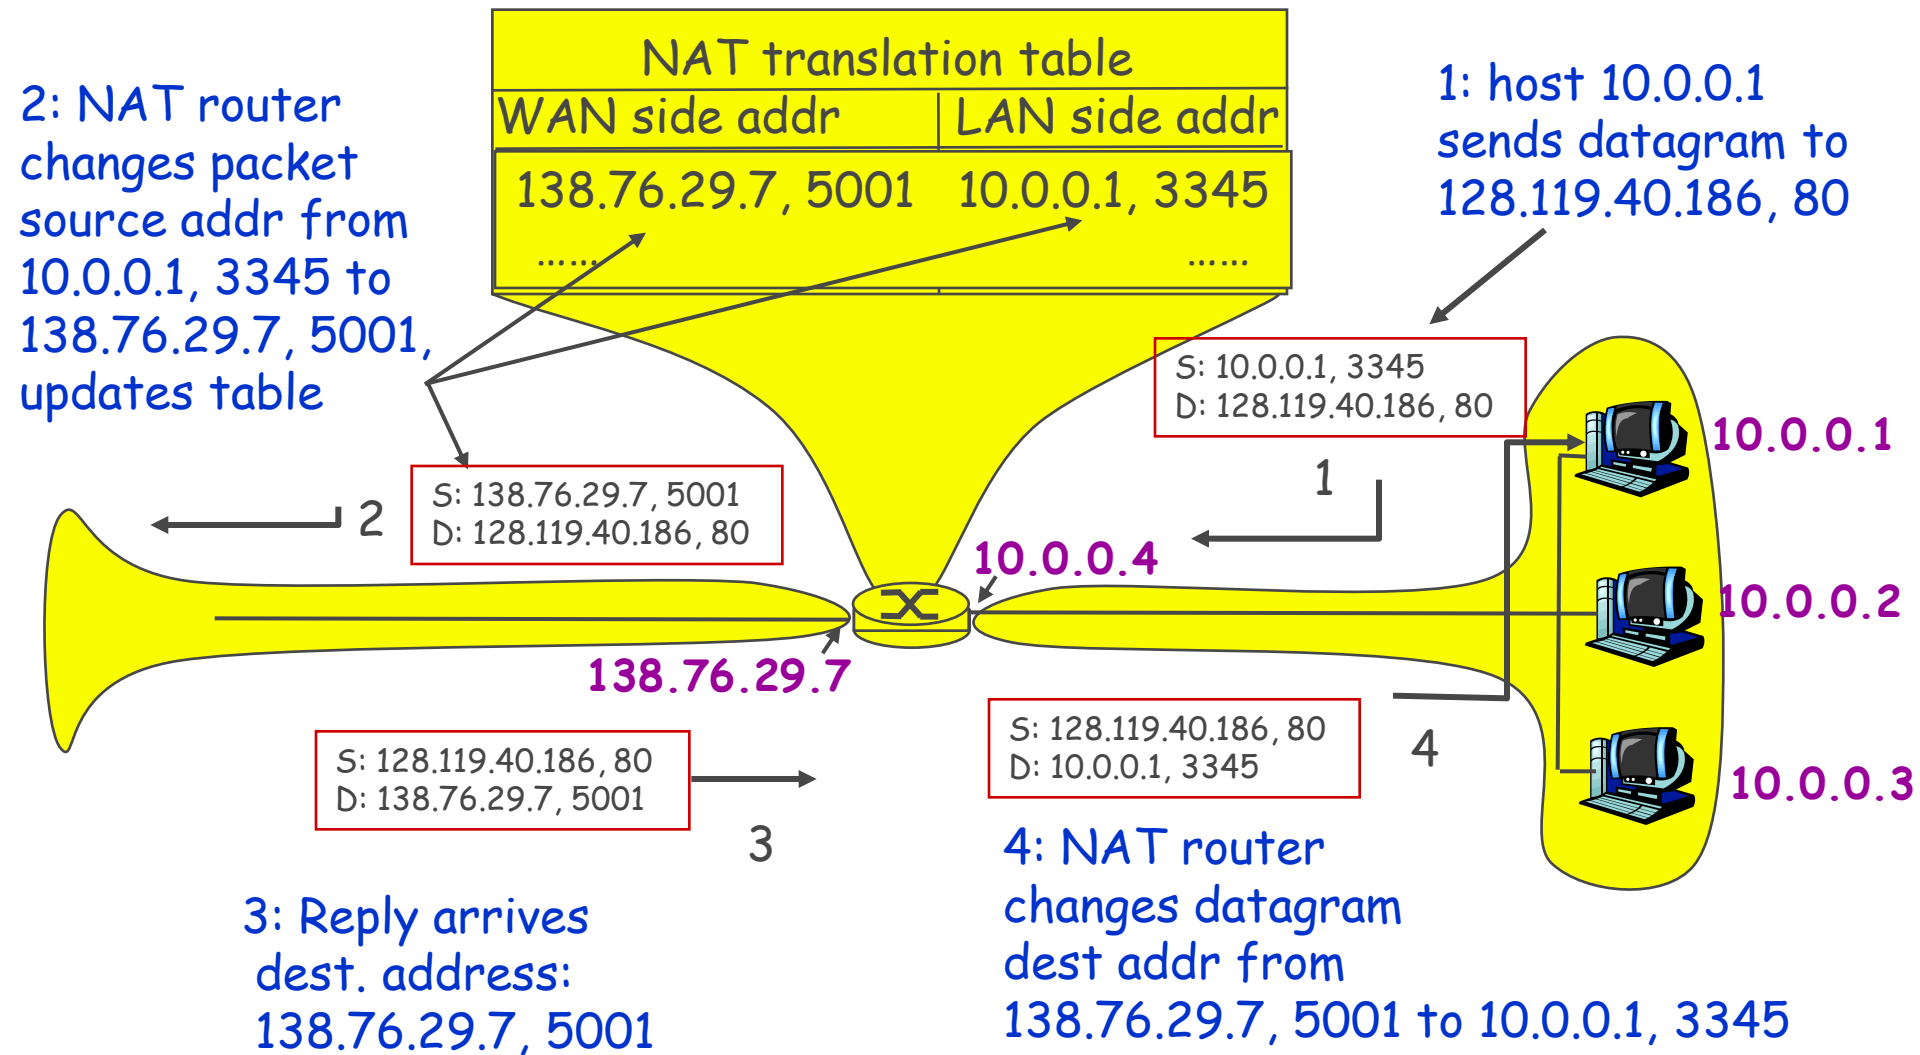 NAT translation table
WAN side addr
LAN side addr
138.76.29.7, 5001
10.0.0.1, 3345
......
......
2: NAT router
changes packet
source addr from
10.0.0.1, 3345 to
138.76.29.7, 5001,
updates table
1: host 10.0.0.1
sends datagram to
128.119.40.186, 80
S: 10.0.0.1, 3345
D: 128.119.40.186, 80
10.0.0.1
1
S: 138.76.29.7, 5001
D: 128.119.40.186, 80
2
10.0.0.4
10.0.0.2
138.76.29.7
S: 128.119.40.186, 80
D: 10.0.0.1, 3345
4
S: 128.119.40.186, 80
D: 138.76.29.7, 5001
3
10.0.0.3
3: Reply arrives
dest. address:
138.76.29.7, 5001
4: NAT router
changes datagram
dest addr from
138.76.29.7, 5001 to 10.0.0.1, 3345